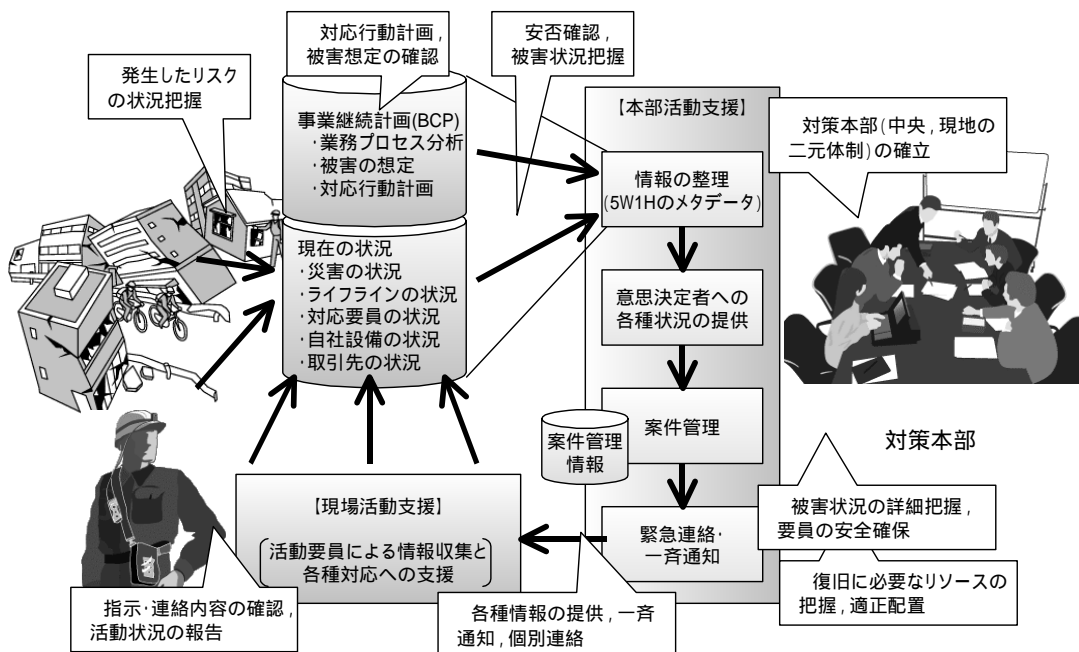 対応行動計画，
被害想定の確認
安否確認，
被害状況把握
発生したリスク
の状況把握
事業継続計画(BCP)
・業務プロセス分析
・被害の想定
・対応行動計画
現在の状況
・災害の状況
・ライフラインの状況
・対応要員の状況
・自社設備の状況
・取引先の状況
【本部活動支援】
情報の整理
(5W1Hのメタデータ)
意思決定者への
各種状況の提供
案件管理
案件管理
情報
緊急連絡・
一斉通知
対策本部(中央，現地の
二元体制)の確立
対策本部
被害状況の詳細把握，
要員の安全確保
復旧に必要なリソースの
把握，適正配置
【現場活動支援】
活動要員による情報収集と
各種対応への支援
指示・連絡内容の確認，
活動状況の報告
各種情報の提供，一斉
通知，個別連絡